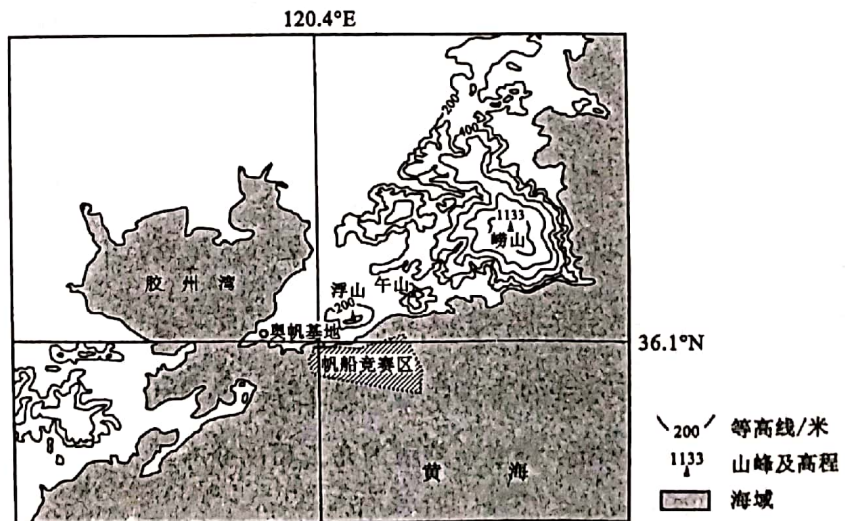 120.4°E
200
400
1133
崂山
胶州湾
浮山
午山
200
奥帆基地
36.1°N
帆船竞赛区
黄海
200 等高线/米
1133 山峰及高程
海域